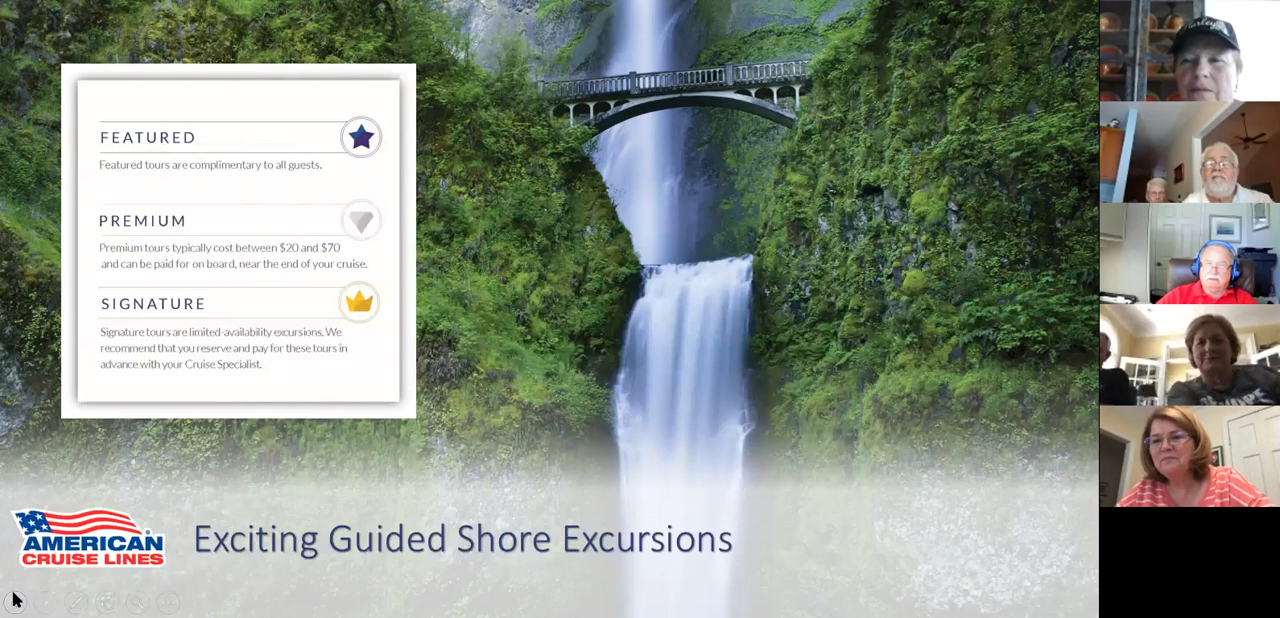 FEATURED
Featured tours are complimentary to all guests.
PREMIUM
Premium tours typically cost between $20 and $70
and can be paid for on board, near the end of your cruise.
SIGNATURE
Signature tours are limited-availability excursions. We
recommend that you reserve and pay for these tours in
advance with your Cruise Specialist.
AMERICAN
CRUISE LINES
Exciting Guided Shore Excursions